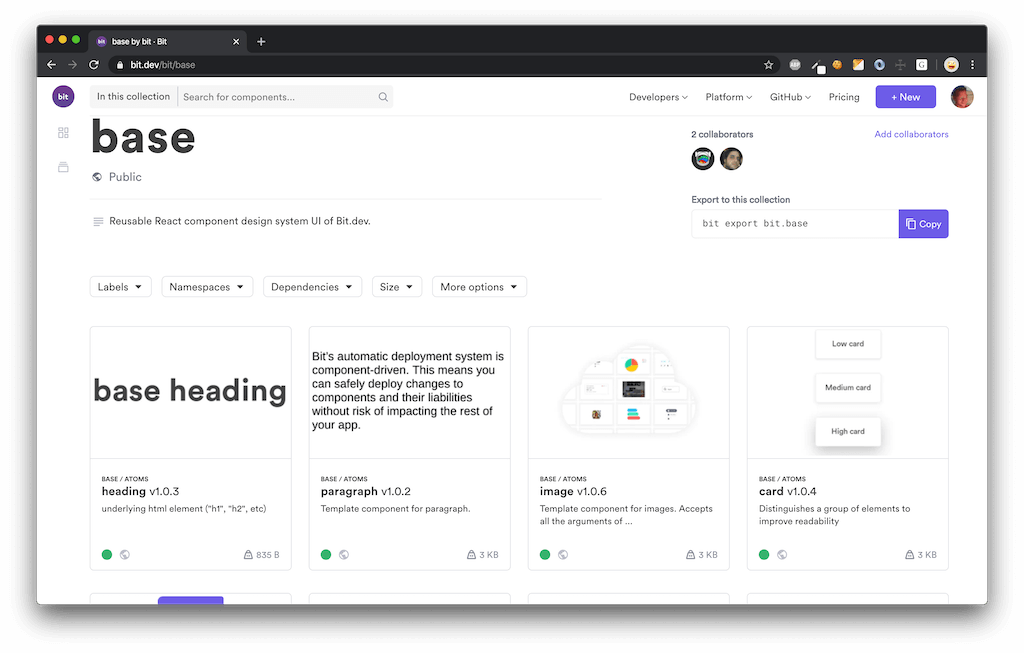 base by bit · Bit
bit.dev/bit/base
bit
In this collection
Search for components...
Developers
Platform
GitHub
Pricing
+ New
base
Public
Reusable React component design system UI of Bit.dev.
2 collaborators
Add collaborators
Export to this collection
bit export bit.base
Copy
Labels
Namespaces
Dependencies
Size
More options
base heading
BASE / ATOMS
heading v1.0.3
underlying html element ("h1", "h2", etc)
835 B
Bit's automatic deployment system is
component-driven. This means you
can safely deploy changes to
components and their liabilities
without risk of impacting the rest of
your app.
BASE / ATOMS
paragraph v1.0.2
Template component for paragraph.
3 KB
BASE / ATOMS
image v1.0.6
Template component for images. Accepts
all the arguments of ...
3 KB
Low card
Medium card
High card
BASE / ATOMS
card v1.0.4
Distinguishes a group of elements to
improve readability
3 KB